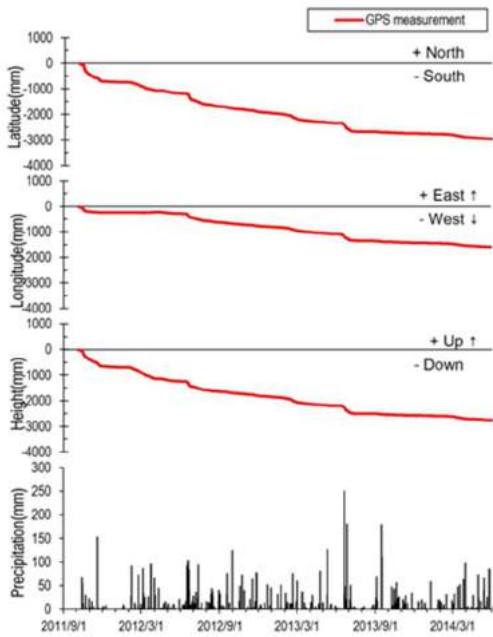 GPS measurement
1000
0
-1000
-2000
-3000
-4000
Latitude(mm)
+ North
- South
1000
0
-1000
-2000
-3000
-4000
Longitude(mm)
+ East ↑
- West ↓
1000
0
-1000
-2000
-3000
-4000
Height(mm)
+ Up ↑
- Down
300
250
200
150
100
50
0
Precipitation(mm)
2011/9/1 2012/3/1 2012/9/1 2013/3/1 2013/9/1 2014/3/1